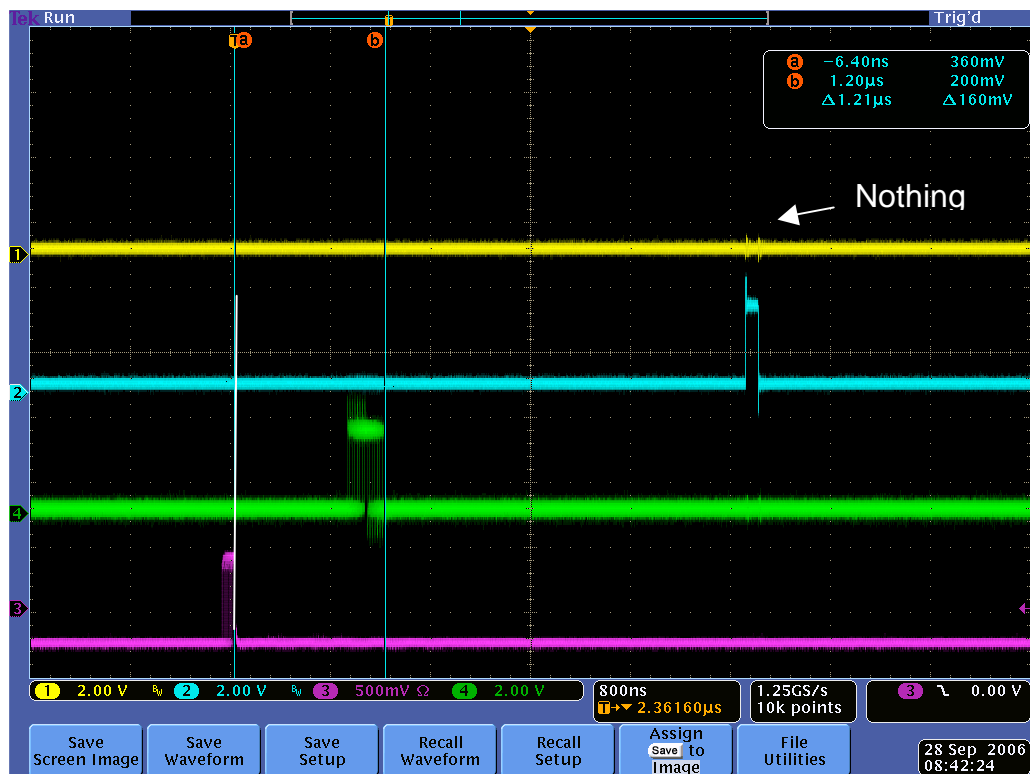 Tek Run Trig'd
T a b
a −6.40ns 360mV
b 1.20µs 200mV
Δ1.21µs Δ160mV
Nothing
1
2
4
3
1 2.00 V BW 2 2.00 V BW 3 500mV Ω 4 2.00 V
800ns
T→▼ 2.36160µs
1.25GS/s
10k points
3 0.00 V
Save
Screen Image
Save
Waveform
Save
Setup
Recall
Waveform
Recall
Setup
Assign
Save to
Image
File
Utilities
28 Sep 2006
08:42:24